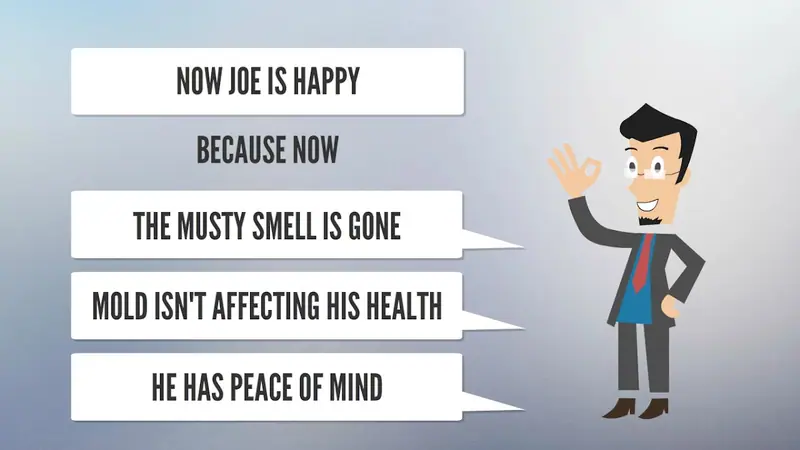 NOW JOE IS HAPPY
BECAUSE NOW
THE MUSTY SMELL IS GONE
MOLD ISN'T AFFECTING HIS HEALTH
HE HAS PEACE OF MIND